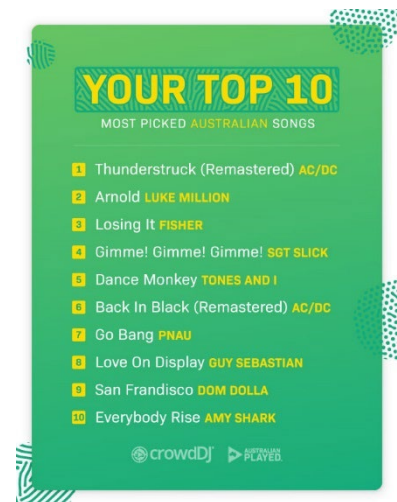 YOUR TOP 10
MOST PICKED AUSTRALIAN SONGS
1 Thunderstruck (Remastered) AC/DC
2 Arnold LUKE MILLION
3 Losing It FISHER
4 Gimme! Gimme! Gimme! SGT SLICK
5 Dance Monkey TONES AND I
6 Back In Black (Remastered) AC/DC
7 Go Bang PNAU
8 Love On Display GUY SEBASTIAN
9 San Frandisco DOM DOLLA
10 Everybody Rise AMY SHARK
crowdDJ AUSTRALIAN
PLAYED.